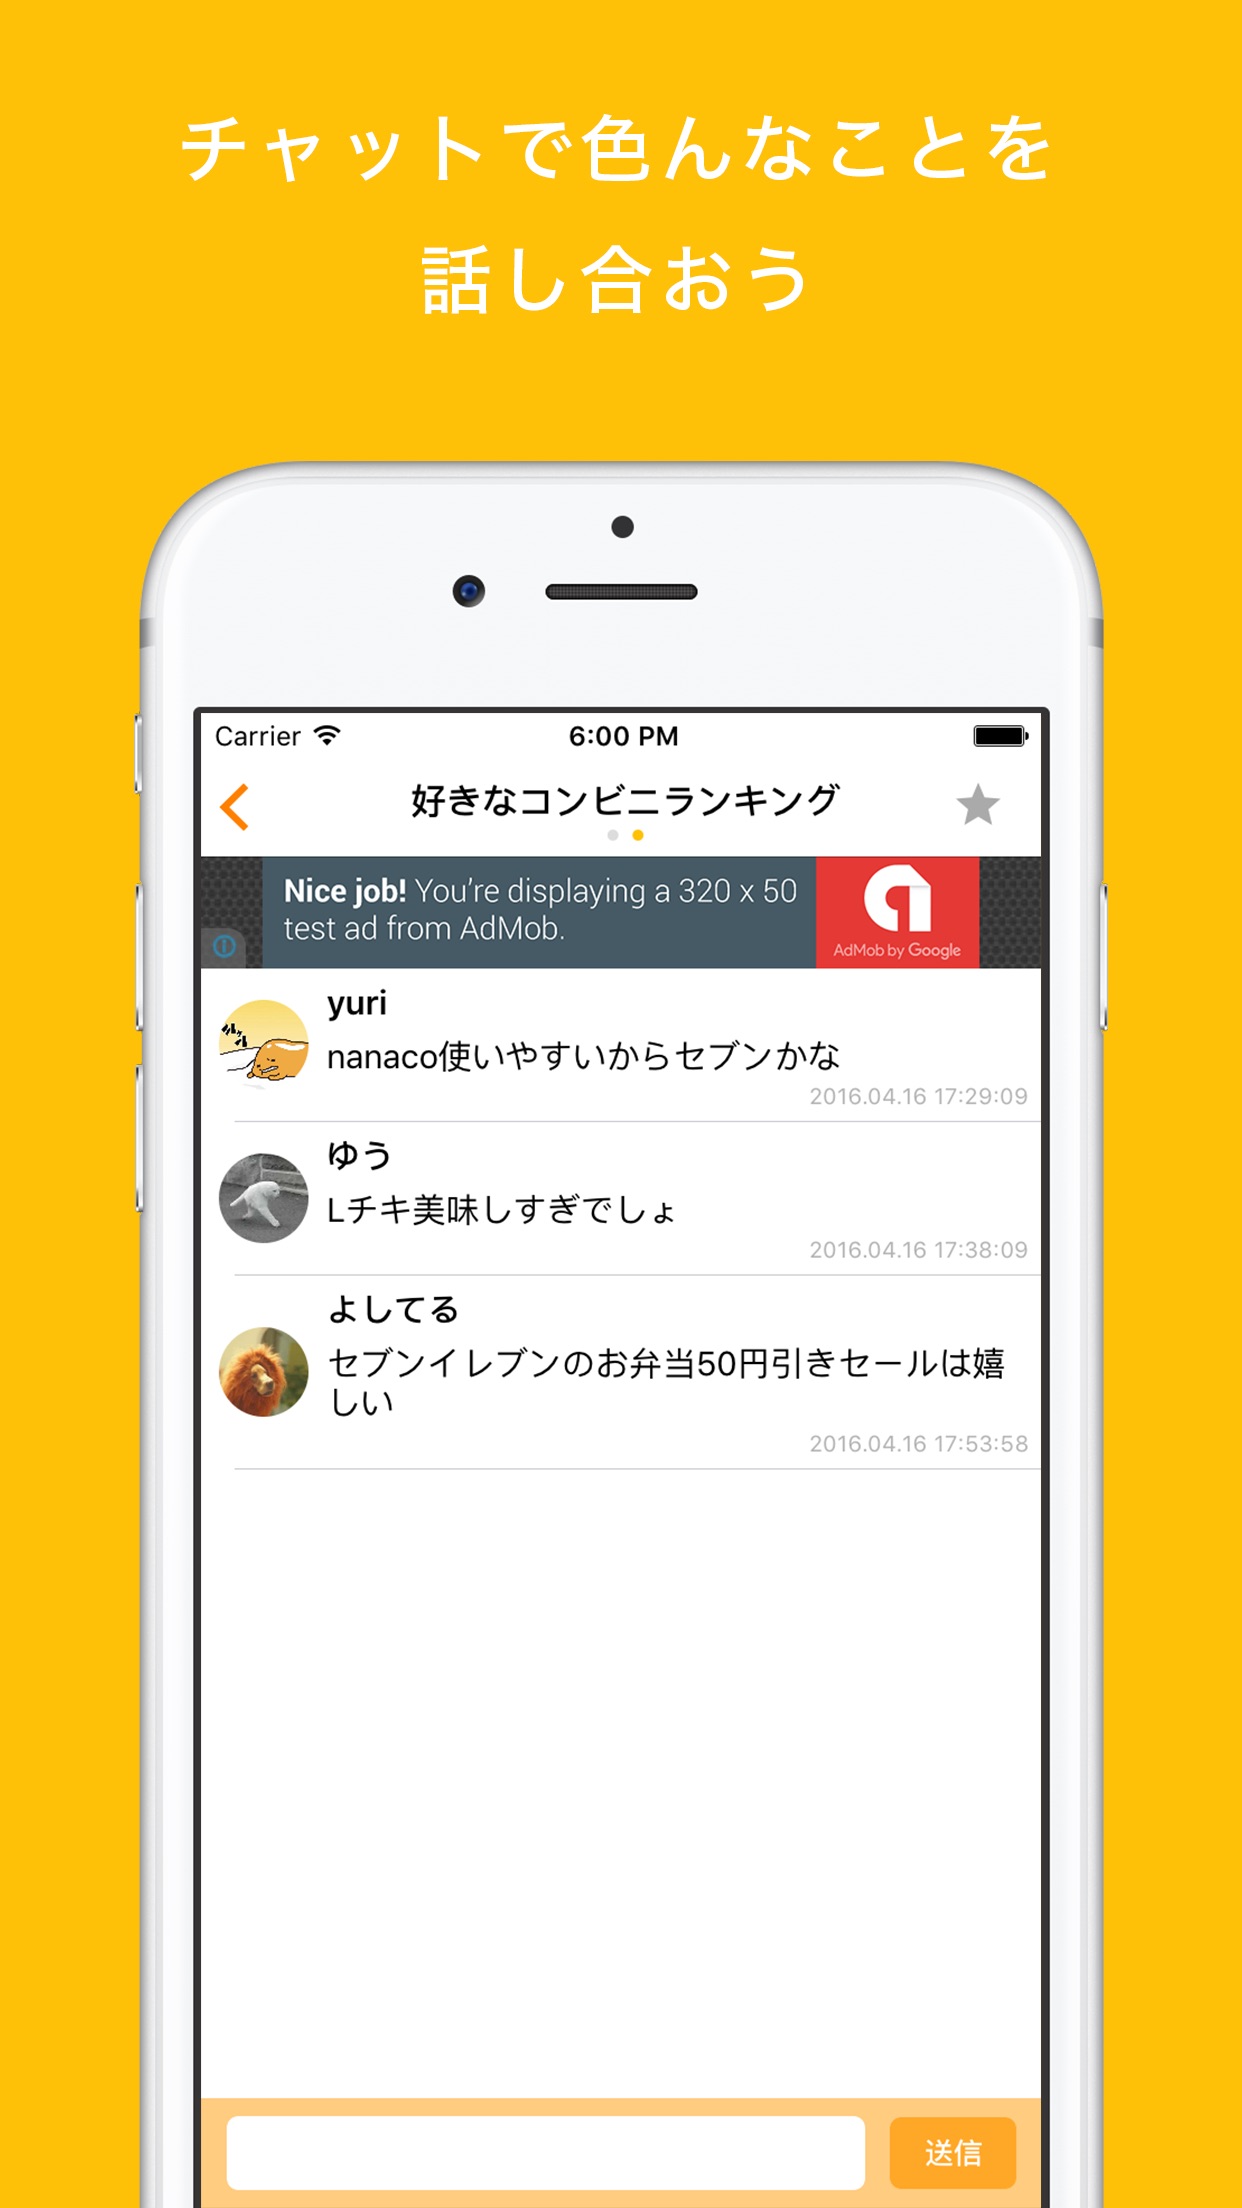 チャットで色んなことを
話し合おう
Carrier 6:00 PM
好きなコンビニランキング
Nice job! You're displaying a 320 x 50
test ad from AdMob.
AdMob by Google
yuri
nanaco使いやすいからセブンかな
2016.04.16 17:29:09
ゆう
Lチキ美味しすぎでしょ
2016.04.16 17:38:09
よしてる
セブンイレブンのお弁当50円引きセールは嬉
しい
2016.04.16 17:53:58
送信